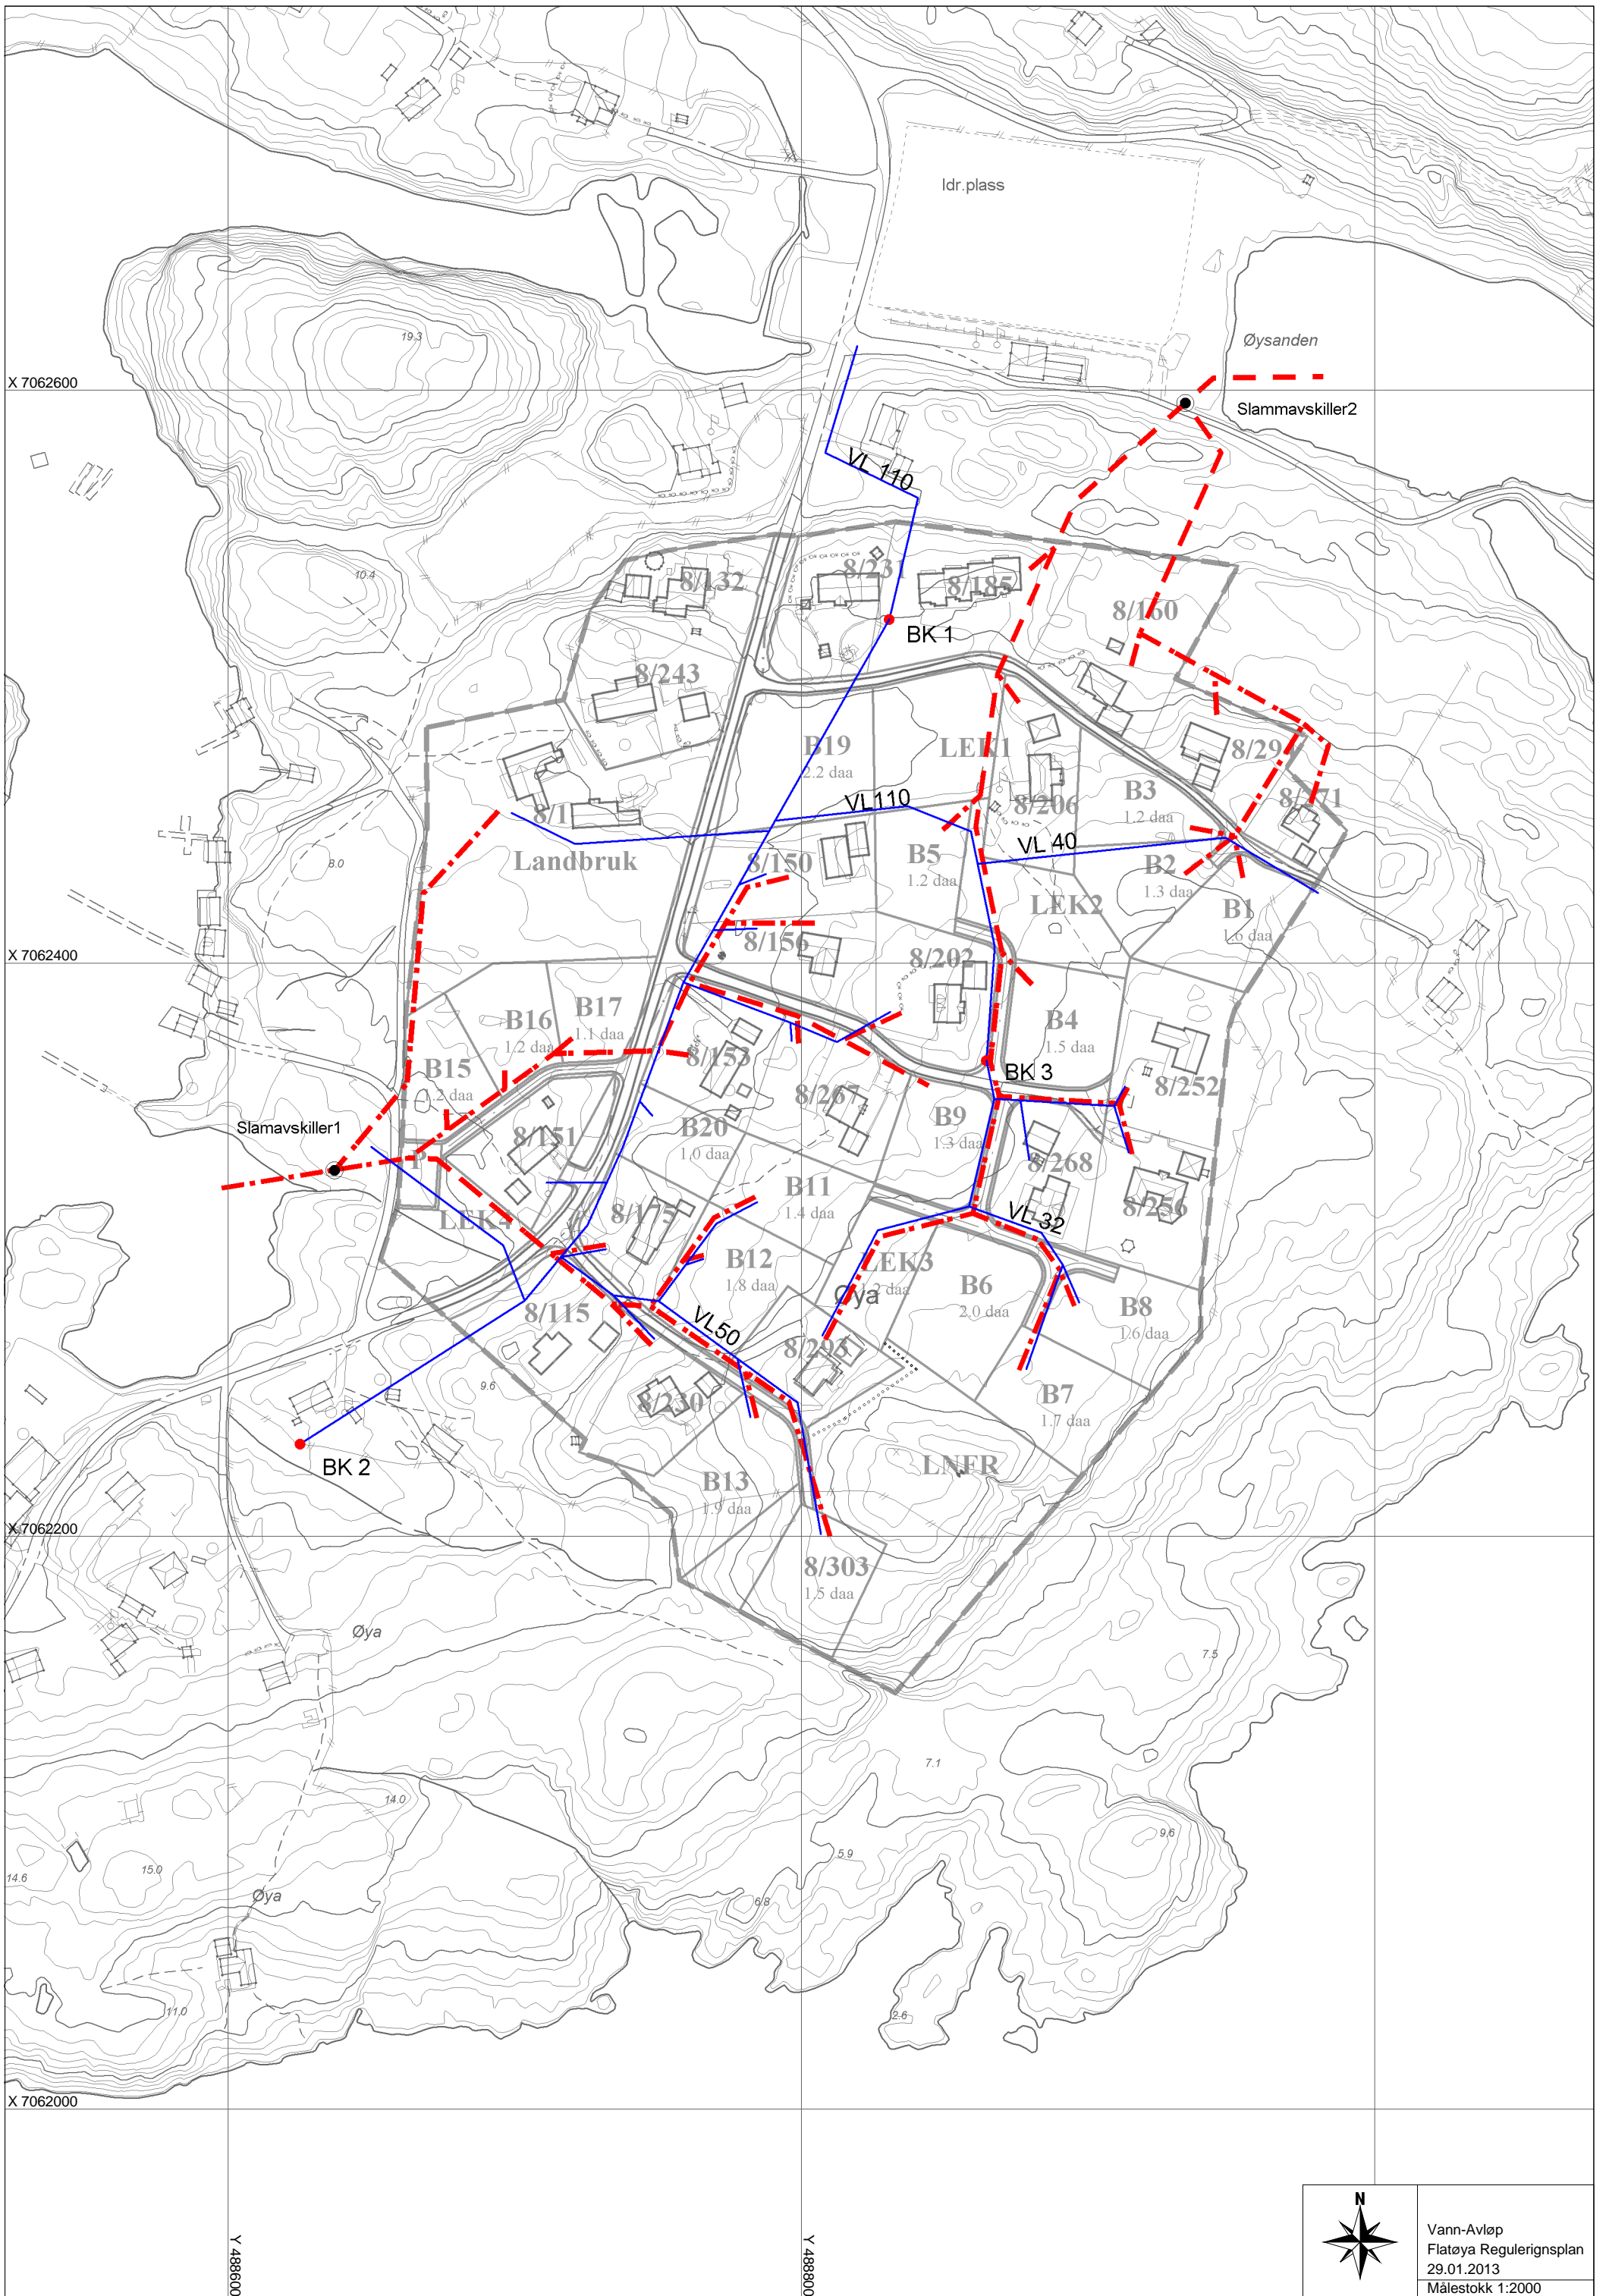 Idr.plass
19.3
Øysanden
X 7062600
Slammavskiller2
VL 110
10.4
8/132
8/231
8/185
8/160
BK 1
8/243
B19
2.2 daa
LEK1
8/29
8/1
VL110
8/206
B3
1.2 daa
8/271
8.0
Landbruk
8/150
B5
1.2 daa
VL 40
B2
1.3 daa
LEK2
B1
1.6 daa
8/156
8/202
X 7062400
B16
1.2 daa
B17
1.1 daa
B4
1.5 daa
8/153
B15
1.2 daa
BK 3
8/252
8/267
Slamavskiller1
8/151
B20
1.0 daa
B9
1.3 daa
P
8/268
LEK4
8/175
B11
1.4 daa
8/256
VL 32
B12
1.8 daa
LEK3
1.2 daa
Øya
B6
2.0 daa
B8
1.6 daa
8/115
VL50
8/293
9.6
8/230
B7
1.7 daa
BK 2
LNFR
B13
1.9 daa
X 7062200
8/303
1.5 daa
Øya
7.5
7.1
14.0
9.6
5.9
15.0
14.6
Øya
6.8
11.0
2.6
X 7062000
Y 488600
Y 488800
N
Vann-Avløp
Flatøya Regulerignsplan
29.01.2013
Målestokk 1:2000